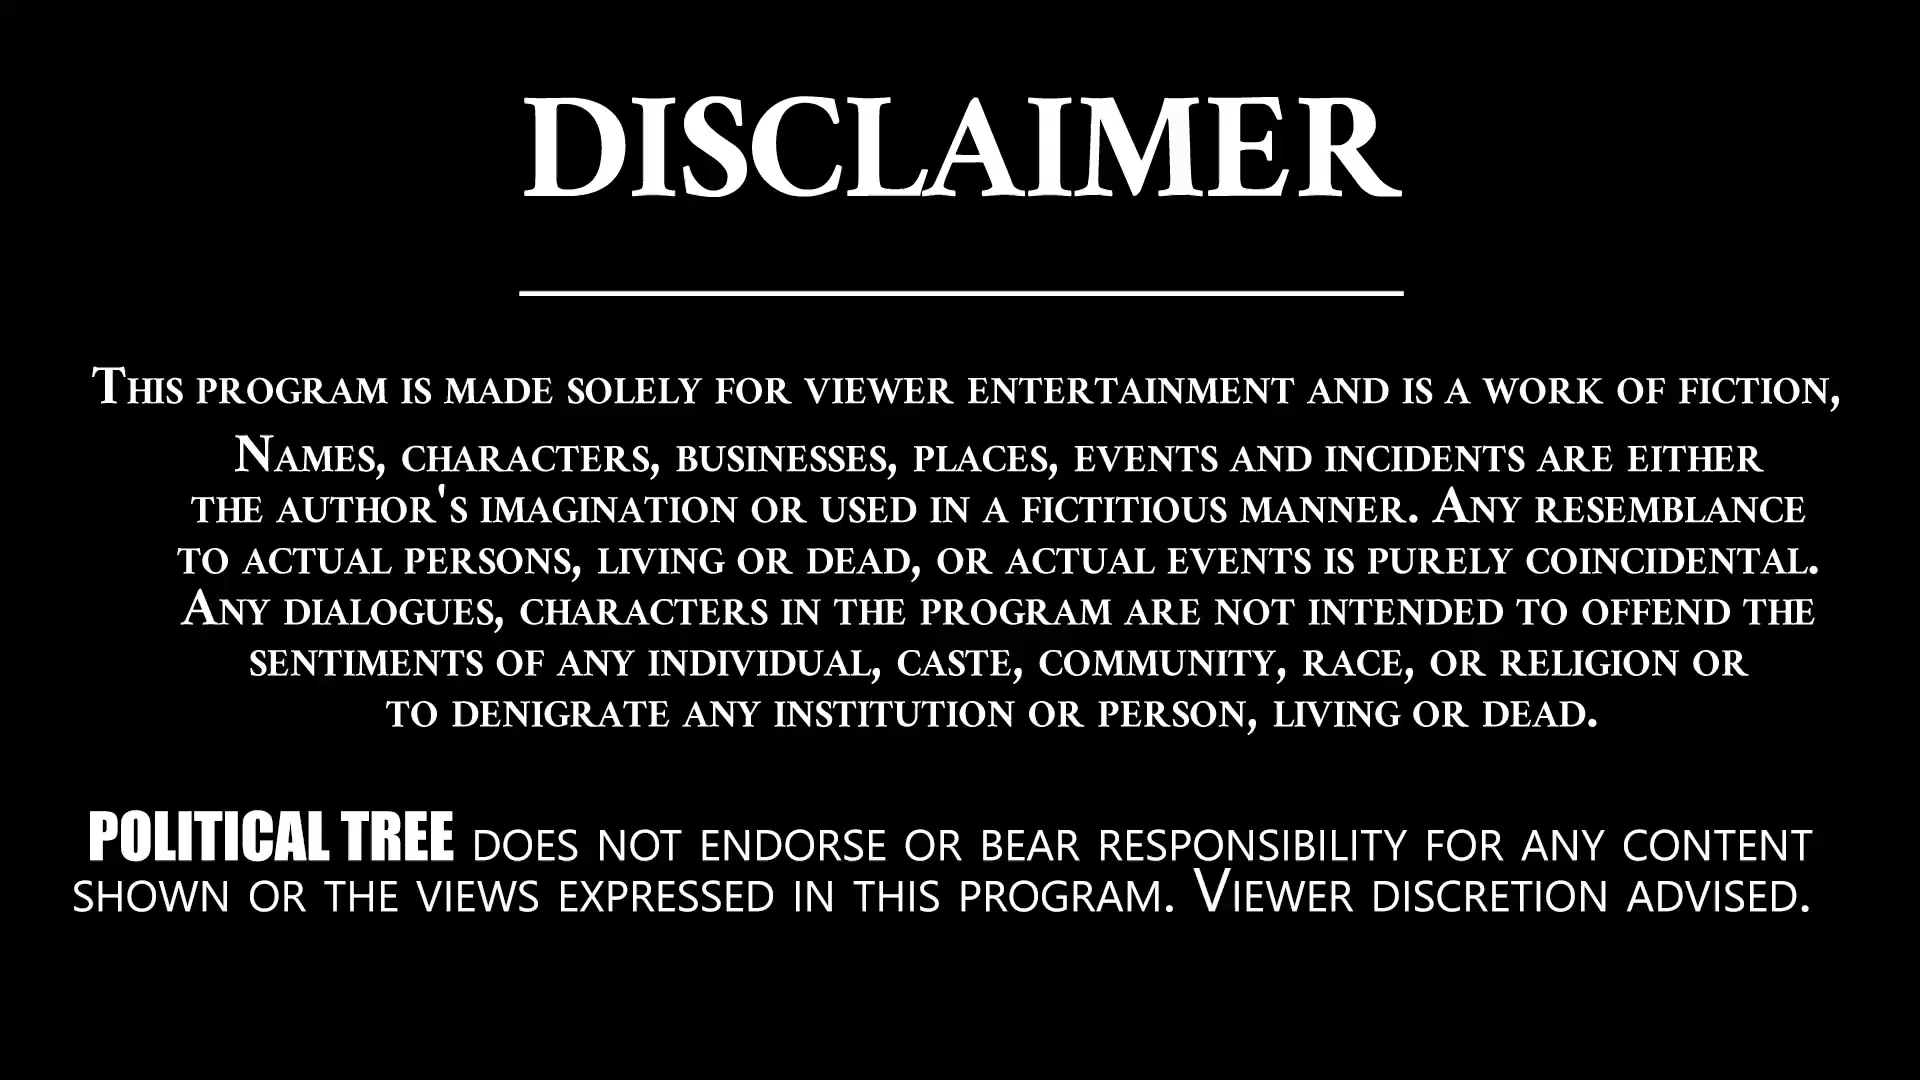 DISCLAIMER
This program is made solely for viewer entertainment and is a work of fiction,
Names, characters, businesses, places, events and incidents are either
the author's imagination or used in a fictitious manner. Any resemblance
to actual persons, living or dead, or actual events is purely coincidental.
Any dialogues, characters in the program are not intended to offend the
sentiments of any individual, caste, community, race, or religion or
to denigrate any institution or person, living or dead.
POLITICAL TREE does not endorse or bear responsibility for any content
shown or the views expressed in this program. Viewer discretion advised.